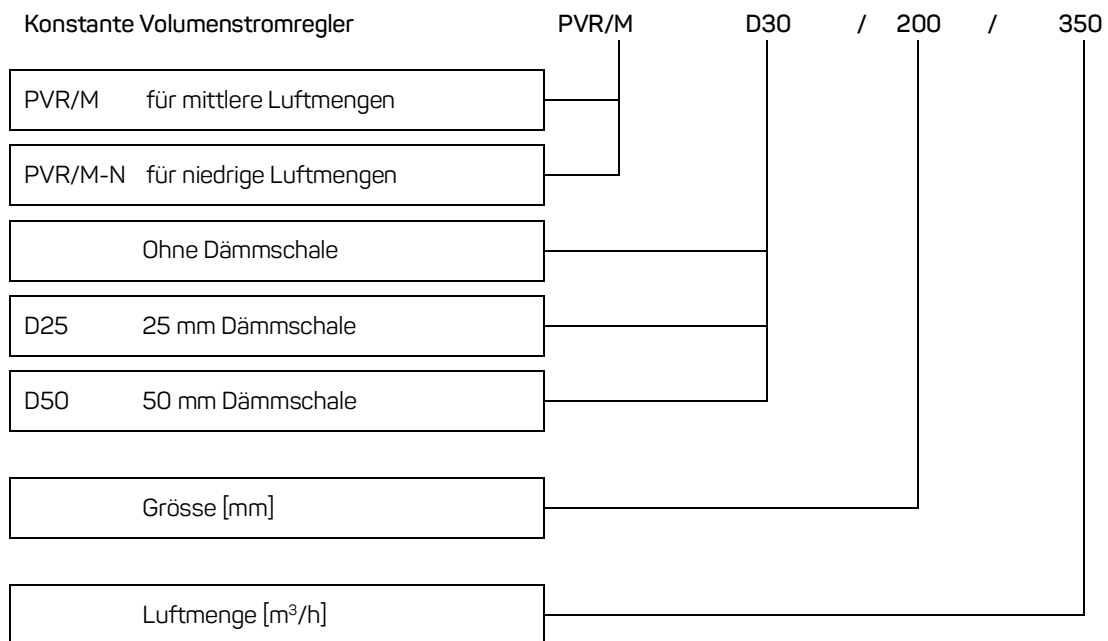 Konstante Volumenstromregler PVR/M D30 / 200 / 350
PVR/M für mittlere Luftmengen
PVR/M-N für niedrige Luftmengen
Ohne Dämmschale
D25 25 mm Dämmschale
D50 50 mm Dämmschale
Grösse [mm]
Luftmenge [m³/h]